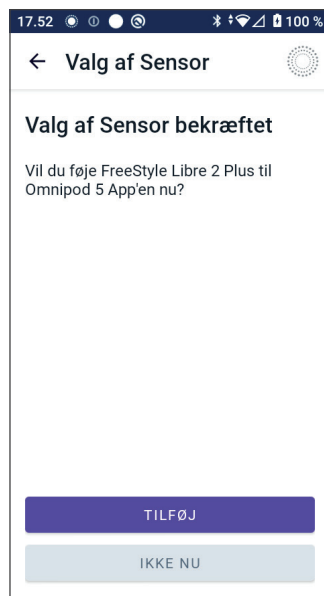 17.52 100 %
Valg af Sensor
Valg af Sensor bekræftet
Vil du føje FreeStyle Libre 2 Plus til
Omnipod 5 App'en nu?
TILFØJ
IKKE NU